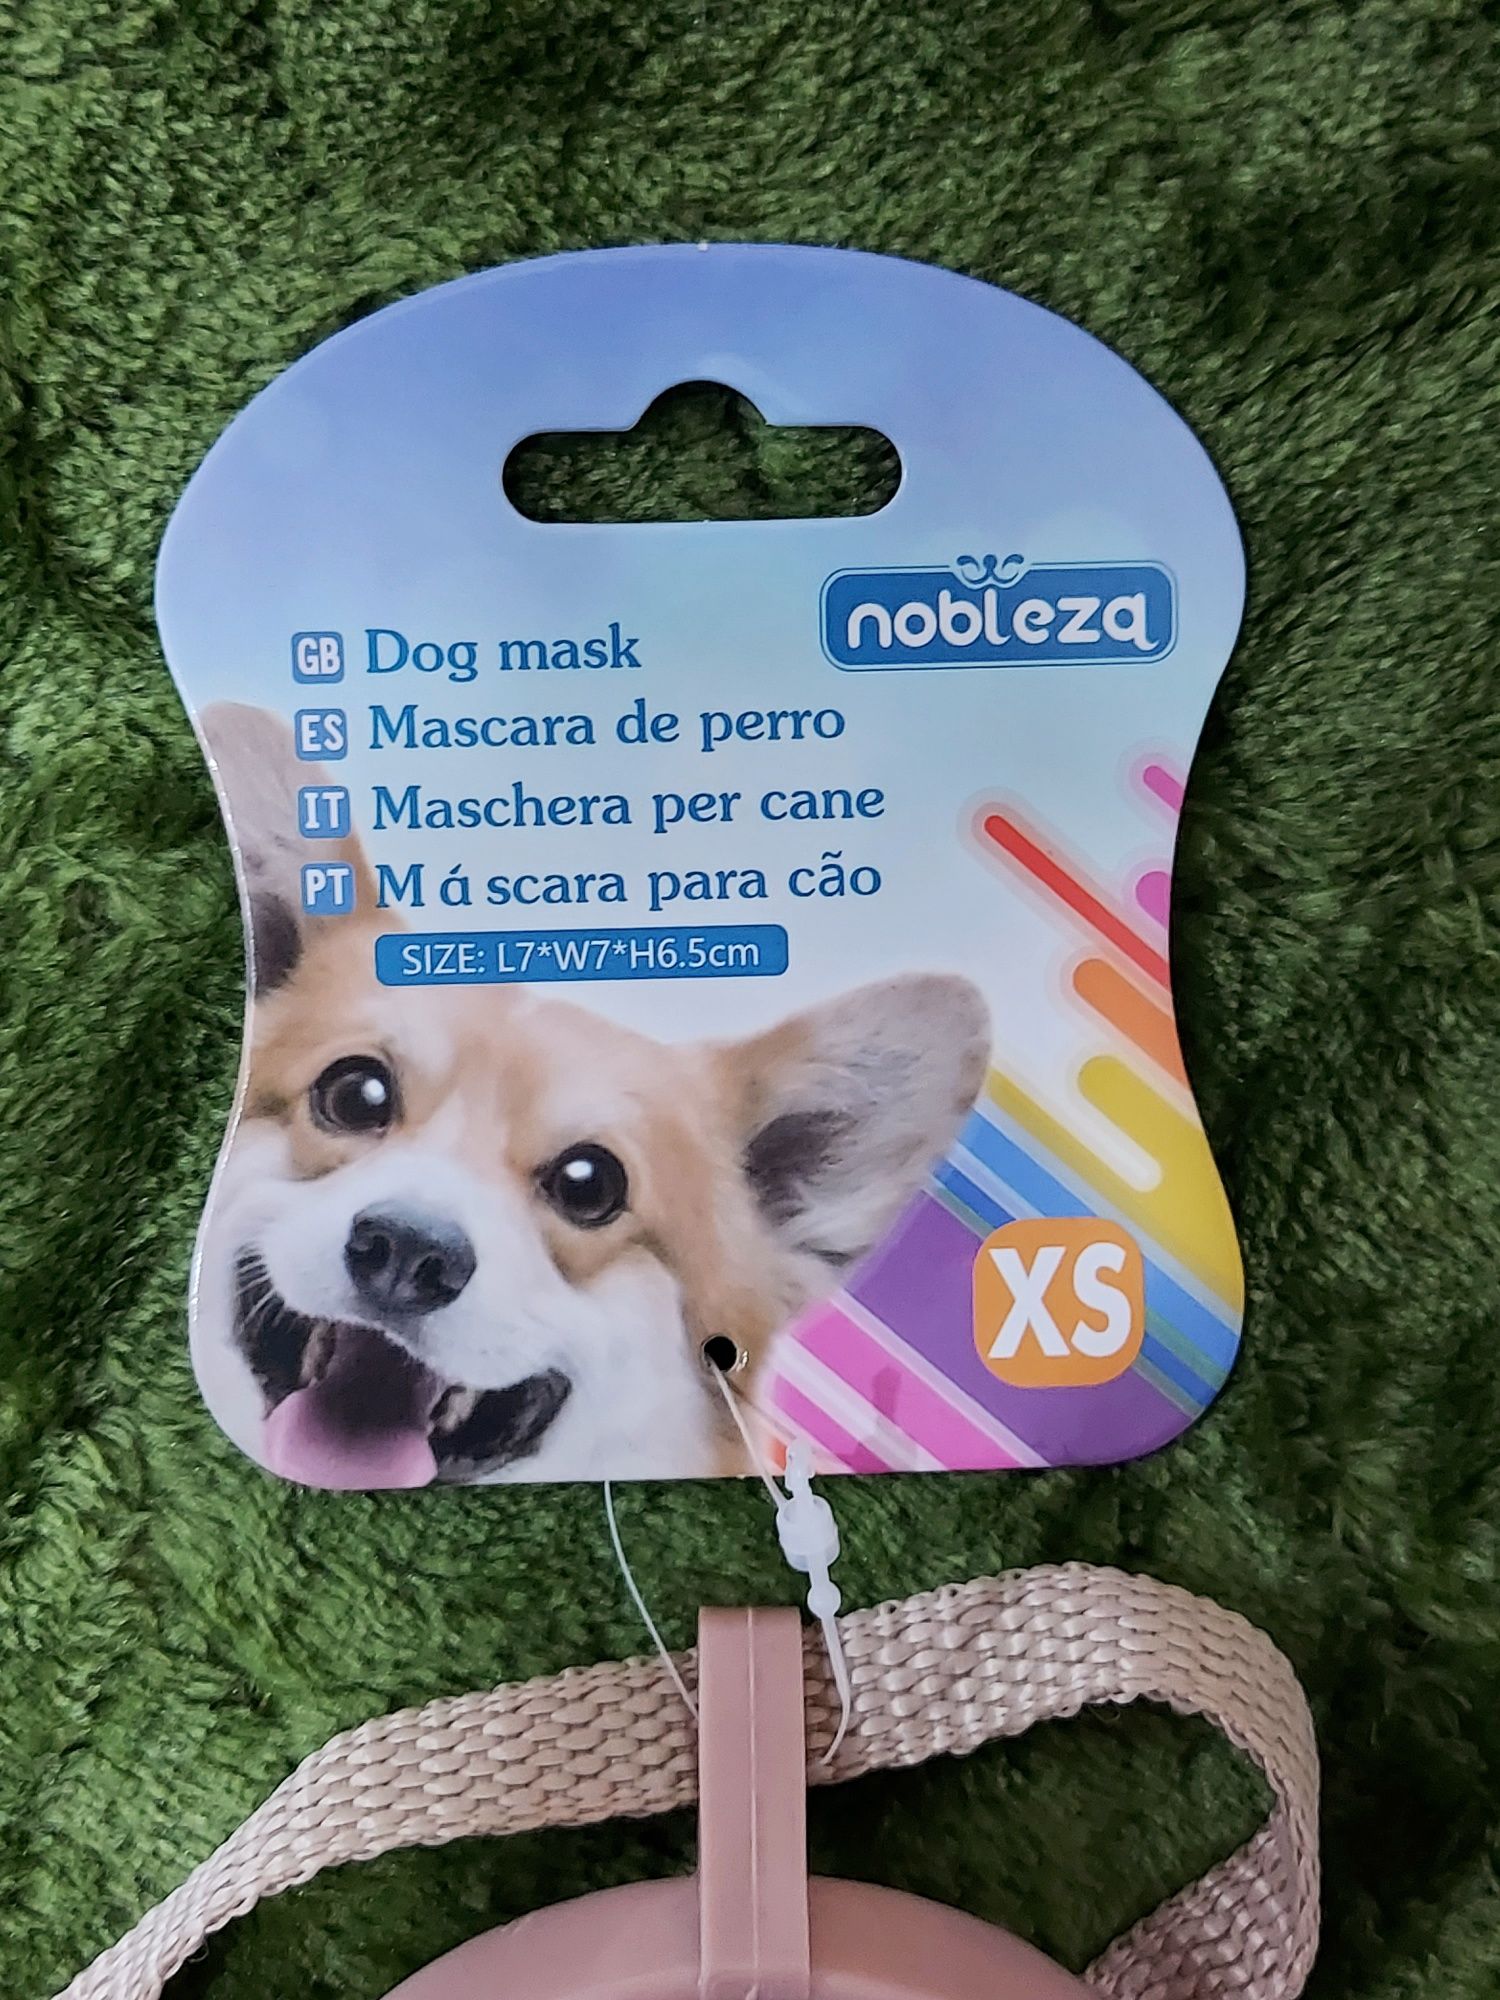 nobleza
GB Dog mask
ES Mascara de perro
IT Maschera per cane
PT M á scara para cão
SIZE: L7*W7*H6.5cm
XS